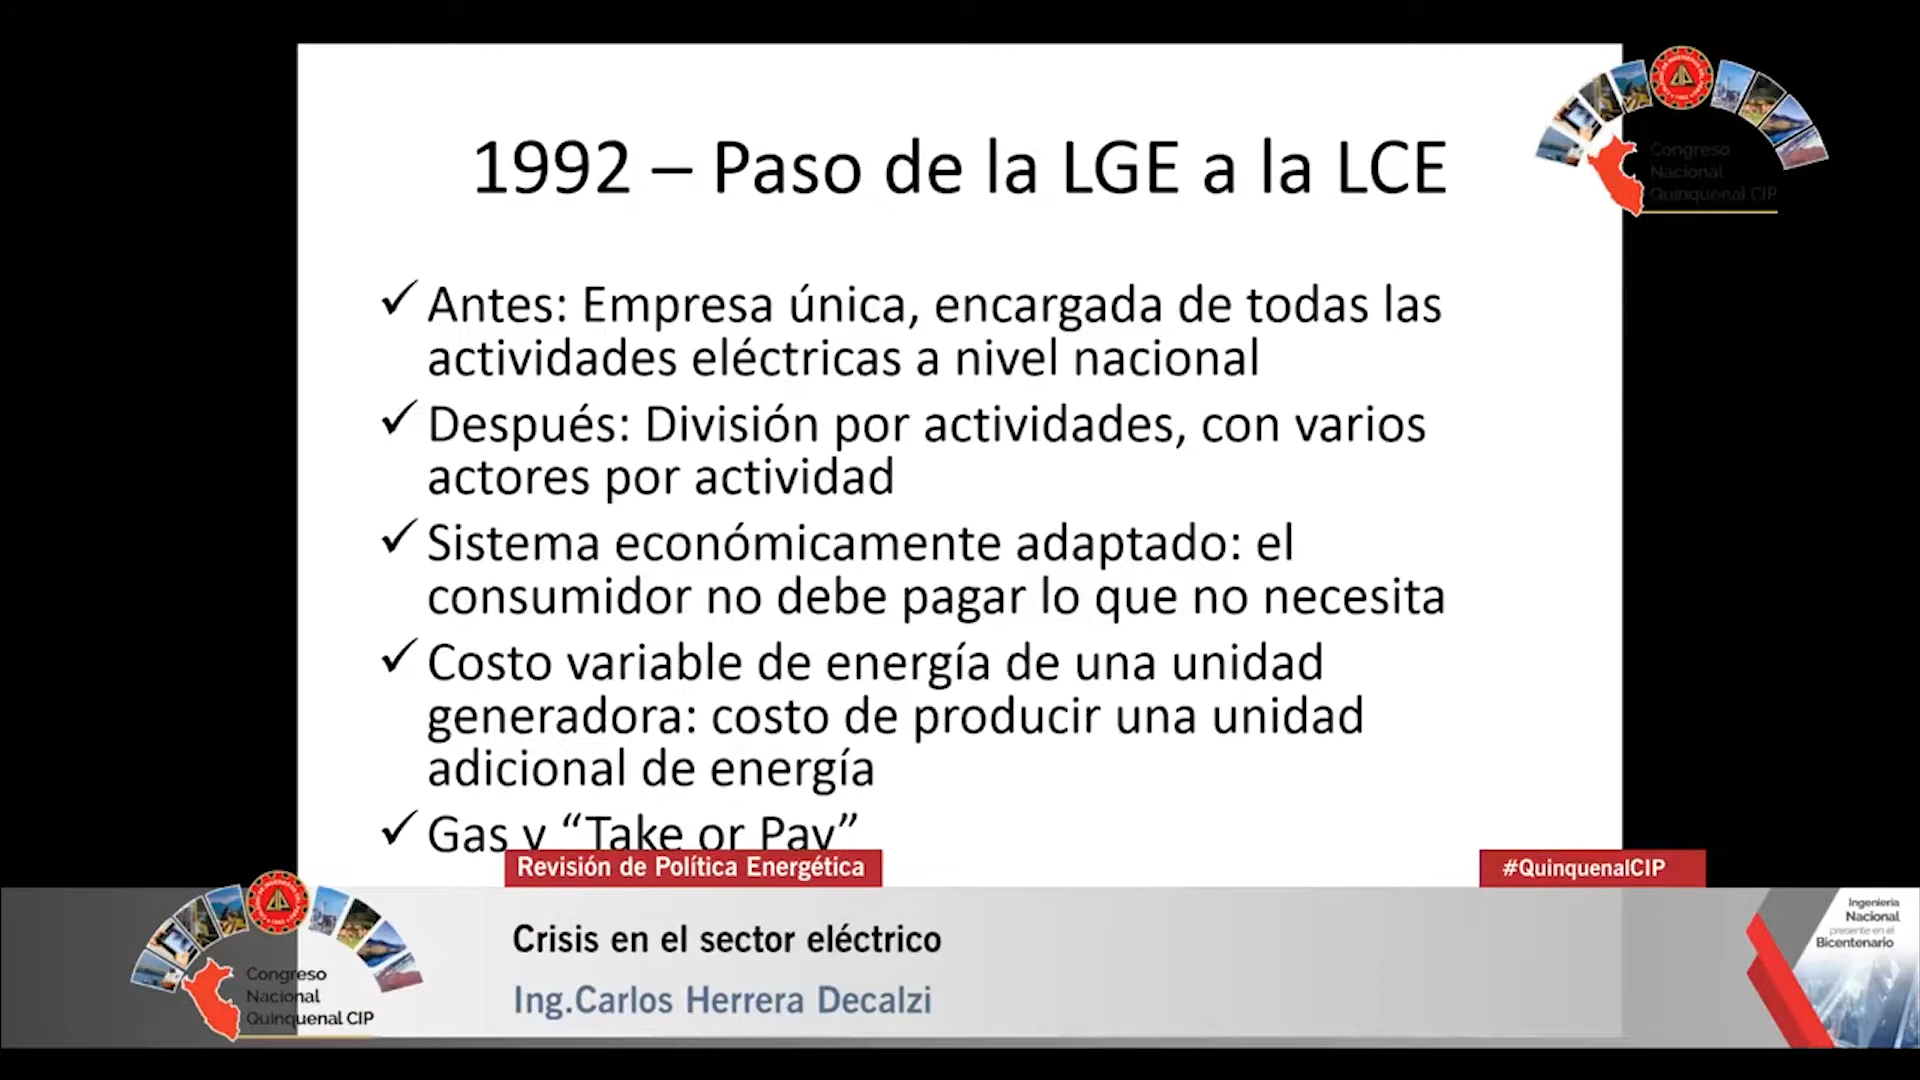 1992 – Paso de la LGE a la LCE
Congreso
Nacional
Quinquenal CIP
✓ Antes: Empresa única, encargada de todas las
actividades eléctricas a nivel nacional
✓ Después: División por actividades, con varios
actores por actividad
✓ Sistema económicamente adaptado: el
consumidor no debe pagar lo que no necesita
✓ Costo variable de energía de una unidad
generadora: costo de producir una unidad
adicional de energía
✓ Gas y “Take or Pay”
Revisión de Política Energética
#QuinquenalCIP
Crisis en el sector eléctrico
Ing.Carlos Herrera Decalzi
Congreso
Nacional
Quinquenal CIP
Ingeniería
Nacional
presente en el
Bicentenario